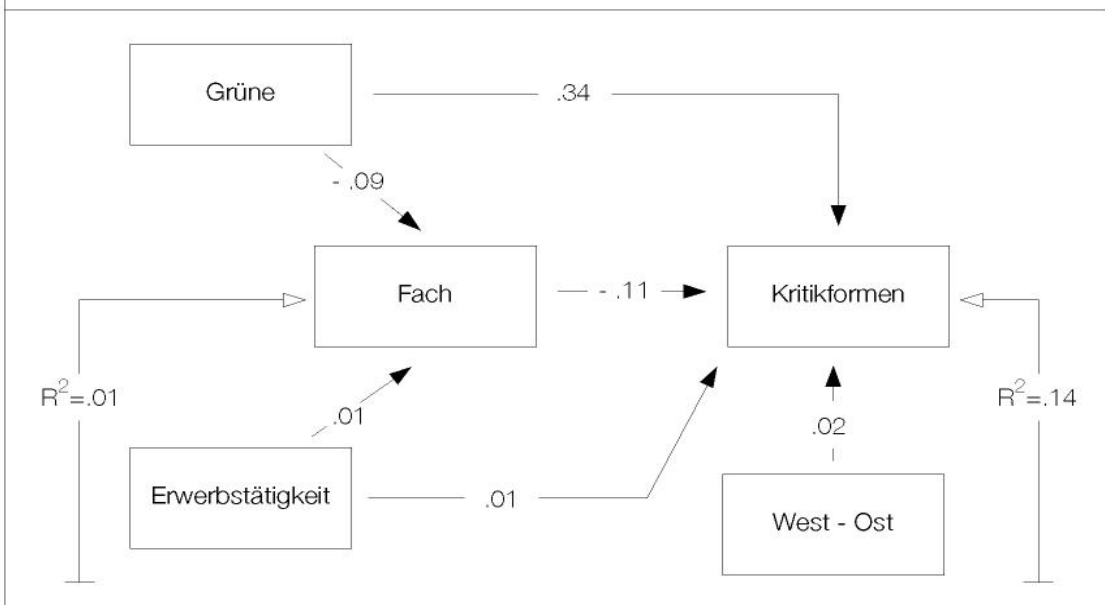 Grüne
.34
- .09
Fach
- .11
Kritikformen
R²=.01
.01
R²=.14
.02
Erwerbstätigkeit
.01
West - Ost